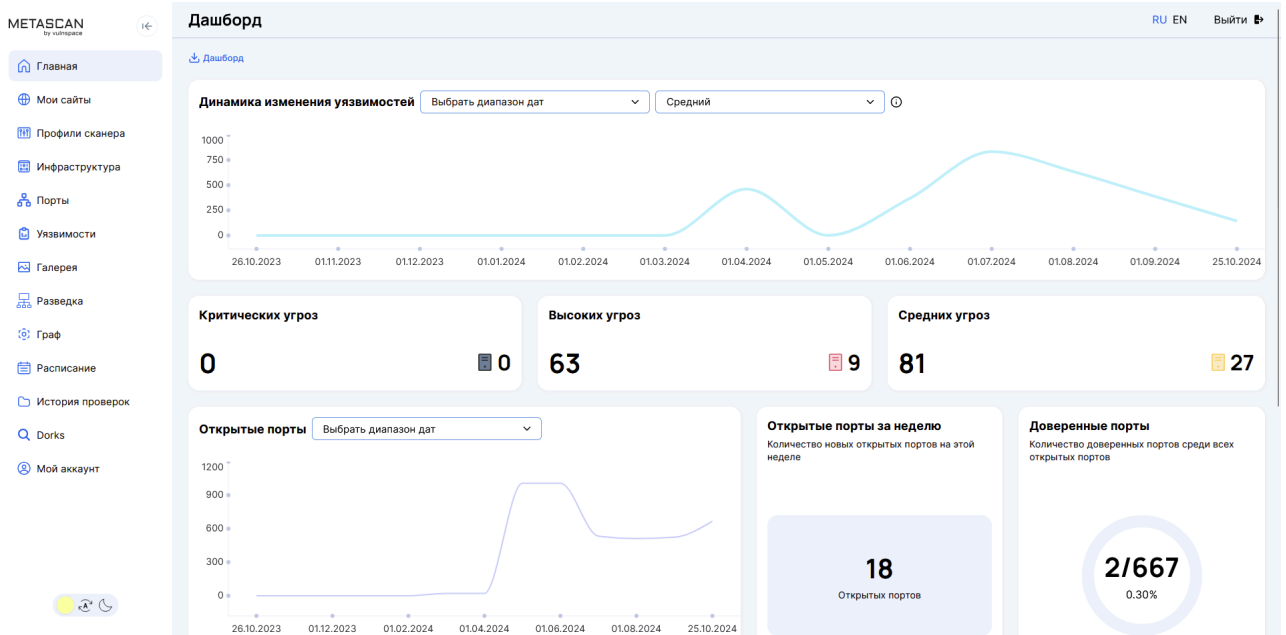 METASCAN
by vulnspace
Главная
Мои сайты
Профили сканера
Инфраструктура
Порты
Уязвимости
Галерея
Разведка
Граф
Расписание
История проверок
Dorks
Мой аккаунт
Дашборд
RU EN
Выйти
Дашборд
Динамика изменения уязвимостей
Выбрать диапазон дат
Средний
1000
750
500
250
0
26.10.2023 01.11.2023 01.12.2023 01.01.2024 01.02.2024 01.03.2024 01.04.2024 01.05.2024 01.06.2024 01.07.2024 01.08.2024 01.09.2024 25.10.2024
Критических угроз
0 0
Высоких угроз
63 9
Средних угроз
81 27
Открытые порты
Выбрать диапазон дат
1200
900
600
300
0
26.10.2023 01.12.2023 01.02.2024 01.04.2024 01.06.2024 01.08.2024 25.10.2024
Открытые порты за неделю
Количество новых открытых портов на этой
неделе
18
Открытых портов
Доверенные порты
Количество доверенных портов среди всех
открытых портов
2/667
0.30%